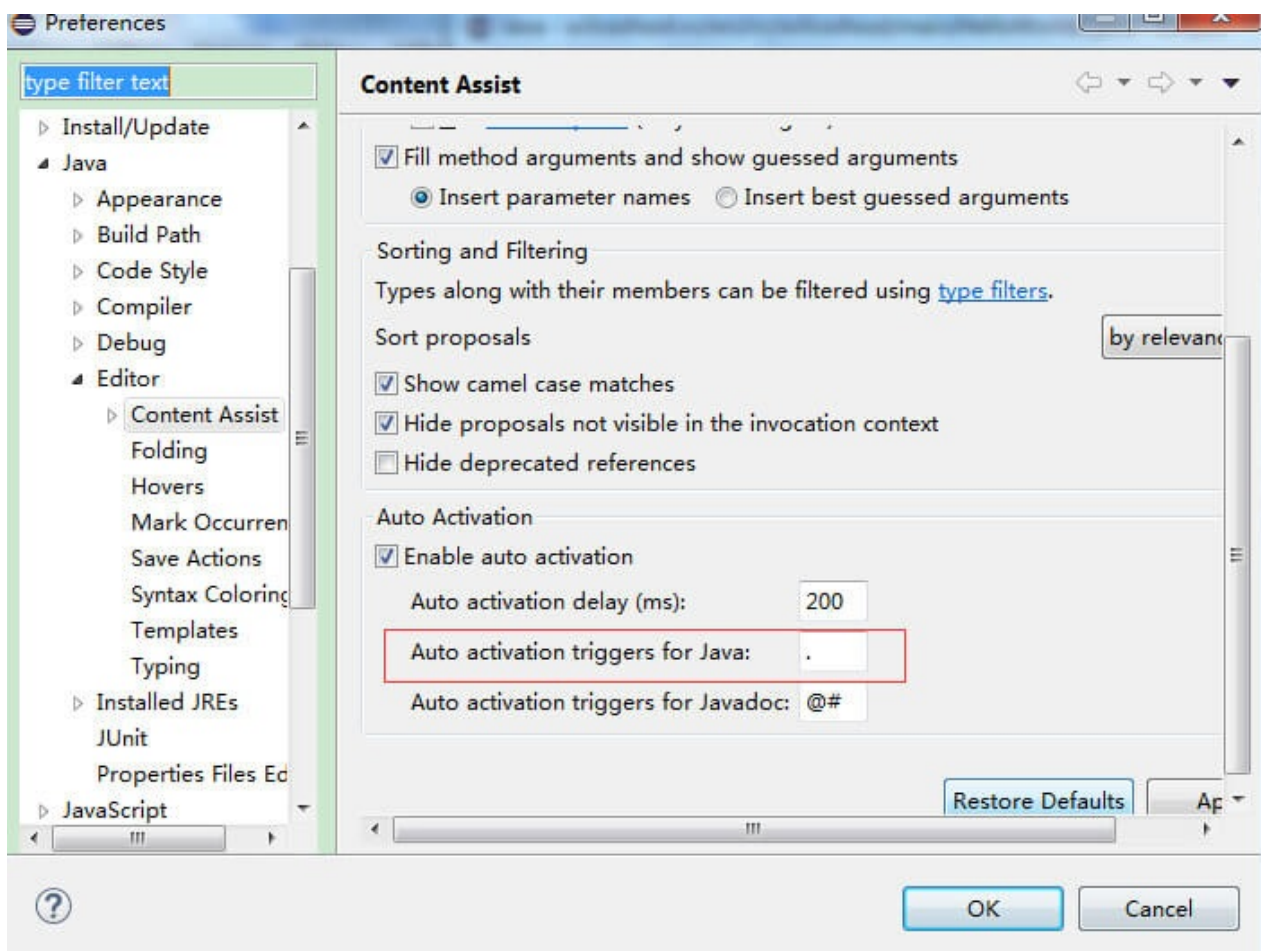 Preferences
type filter text
Install/Update
Java
Appearance
Build Path
Code Style
Compiler
Debug
Editor
Content Assist
Folding
Hovers
Mark Occurren
Save Actions
Syntax Coloring
Templates
Typing
Installed JREs
JUnit
Properties Files Ed
JavaScript
Content Assist
Fill method arguments and show guessed arguments
Insert parameter names Insert best guessed arguments
Sorting and Filtering
Types along with their members can be filtered using type filters.
Sort proposals by relevanc
Show camel case matches
Hide proposals not visible in the invocation context
Hide deprecated references
Auto Activation
Enable auto activation
Auto activation delay (ms): 200
Auto activation triggers for Java: .
Auto activation triggers for Javadoc: @#
Restore Defaults Ap
OK Cancel